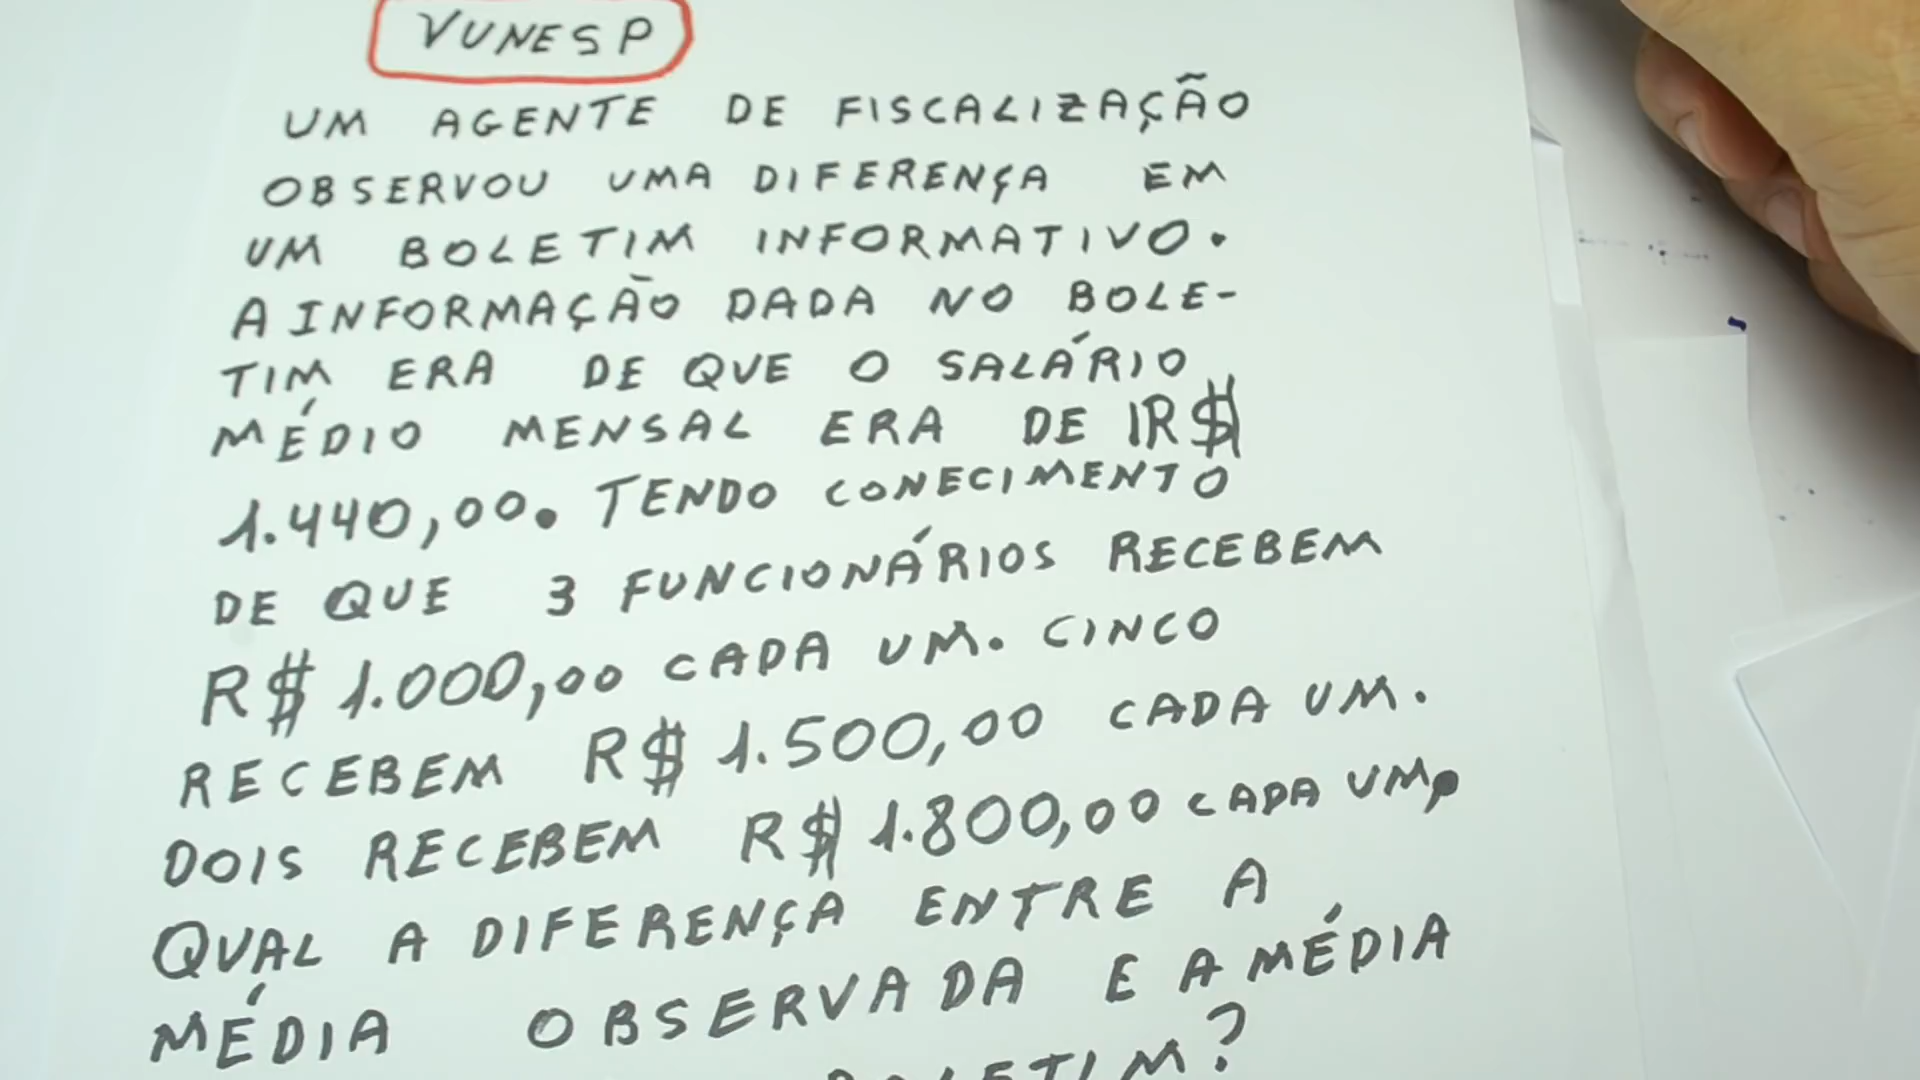 VUNESP
UM AGENTE DE FISCALIZAÇÃO
OBSERVOU UMA DIFERENÇA EM
UM BOLETIM INFORMATIVO.
A INFORMAÇÃO DADA NO BOLE-
TIM ERA DE QUE O SALÁRIO
MÉDIO MENSAL ERA DE R$
1.440,00. TENDO CONECIMENTO
DE QUE 3 FUNCIONÁRIOS RECEBEM
R$ 1.000,00 CADA UM. CINCO
RECEBEM R$ 1.500,00 CADA UM.
DOIS RECEBEM R$ 1.800,00 CADA UM,
QUAL A DIFERENÇA ENTRE A
MÉDIA OBSERVADA E A MÉDIA
BOLETIM?